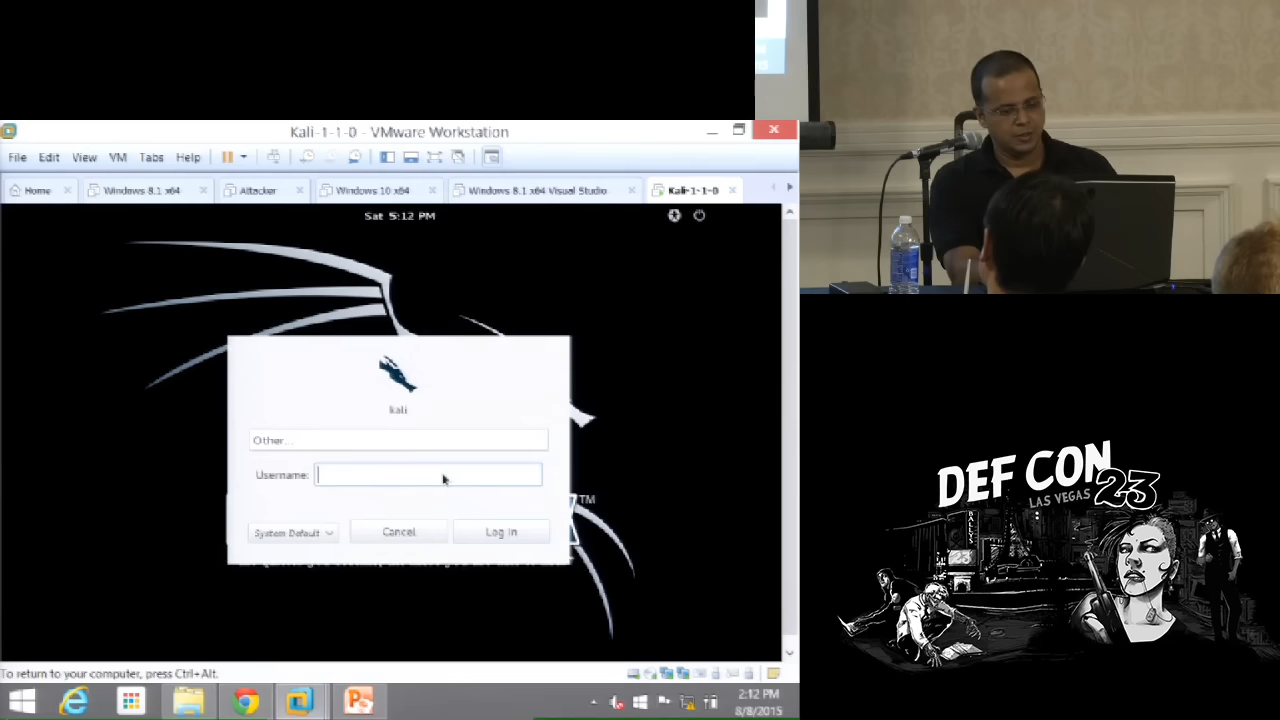 Kali-1-1-0 - VMware Workstation
File Edit View VM Tabs Help
Home Windows 8.1 x64 Attacker Windows 10 x64 Windows 8.1 x64 Visual Studio Kali-1-1-0
Sat 5:12 PM
kali
Other...
Username:
TM
System Default Cancel Log In
To return to your computer, press Ctrl+Alt.
2:12 PM
8/8/2015
DEF CON
LAS VEGAS 23
BALLYS